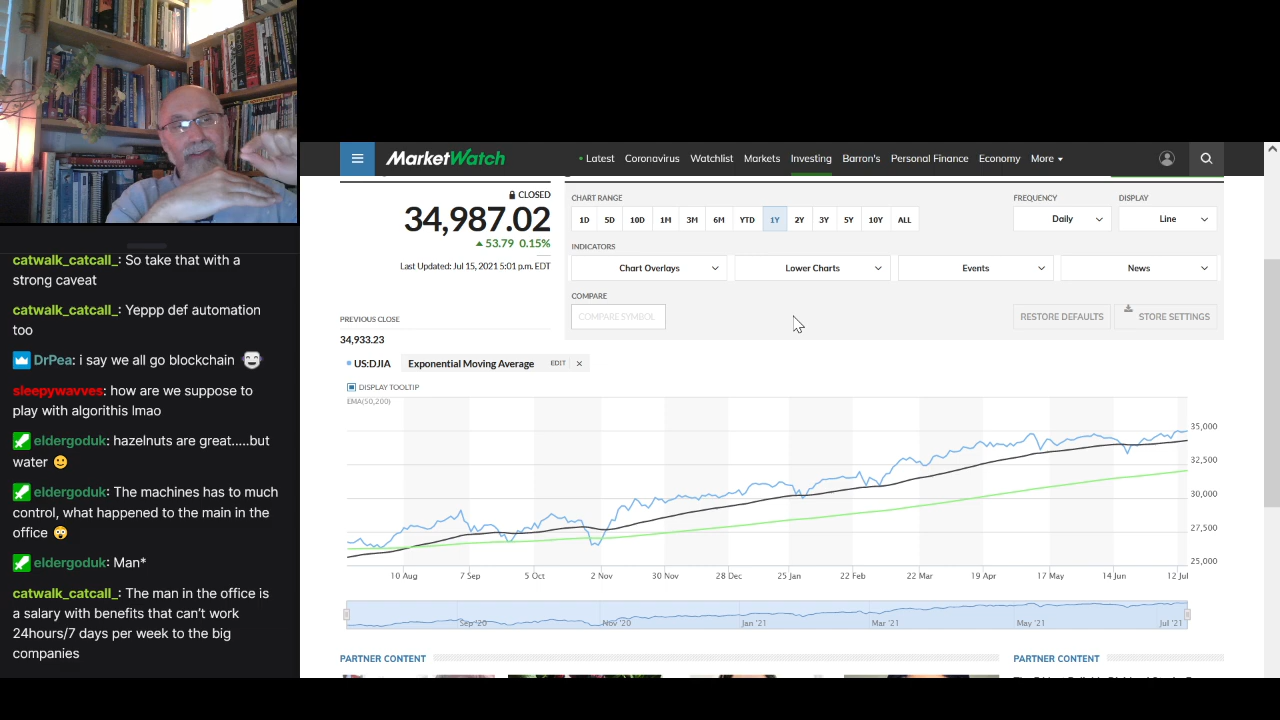 catwalk_catcall_: So take that with a
strong caveat
catwalk_catcall_: Yeppp def automation
too
DrPea: i say we all go blockchain
sleepywavves: how are we suppose to
play with algorithis lmao
eldergoduk: hazelnuts are great.....but
water
eldergoduk: The machines has to much
control, what happened to the main in the
office
eldergoduk: Man*
catwalk_catcall_: The man in the office is
a salary with benefits that can't work
24hours/7 days per week to the big
companies
MarketWatch
Latest Coronavirus Watchlist Markets Investing Barron's Personal Finance Economy More
CLOSED
34,987.02
53.79 0.15%
Last Updated: Jul 15, 2021 5:01 p.m. EDT
PREVIOUS CLOSE
34,933.23
CHART RANGE
1D 5D 10D 1M 3M 6M YTD 1Y 2Y 3Y 5Y 10Y ALL
FREQUENCY
Daily
DISPLAY
Line
INDICATORS
Chart Overlays Lower Charts Events News
COMPARE
COMPARE SYMBOL
RESTORE DEFAULTS STORE SETTINGS
US:DJIA Exponential Moving Average EDIT ×
DISPLAY TOOLTIP
EMA(50,200)
35,000
32,500
30,000
27,500
25,000
10 Aug 7 Sep 5 Oct 2 Nov 30 Nov 28 Dec 25 Jan 22 Feb 22 Mar 19 Apr 17 May 14 Jun 12 Jul
Sep '20 Nov '20 Jan '21 Mar '21 May '21 Jul '21
PARTNER CONTENT
PARTNER CONTENT